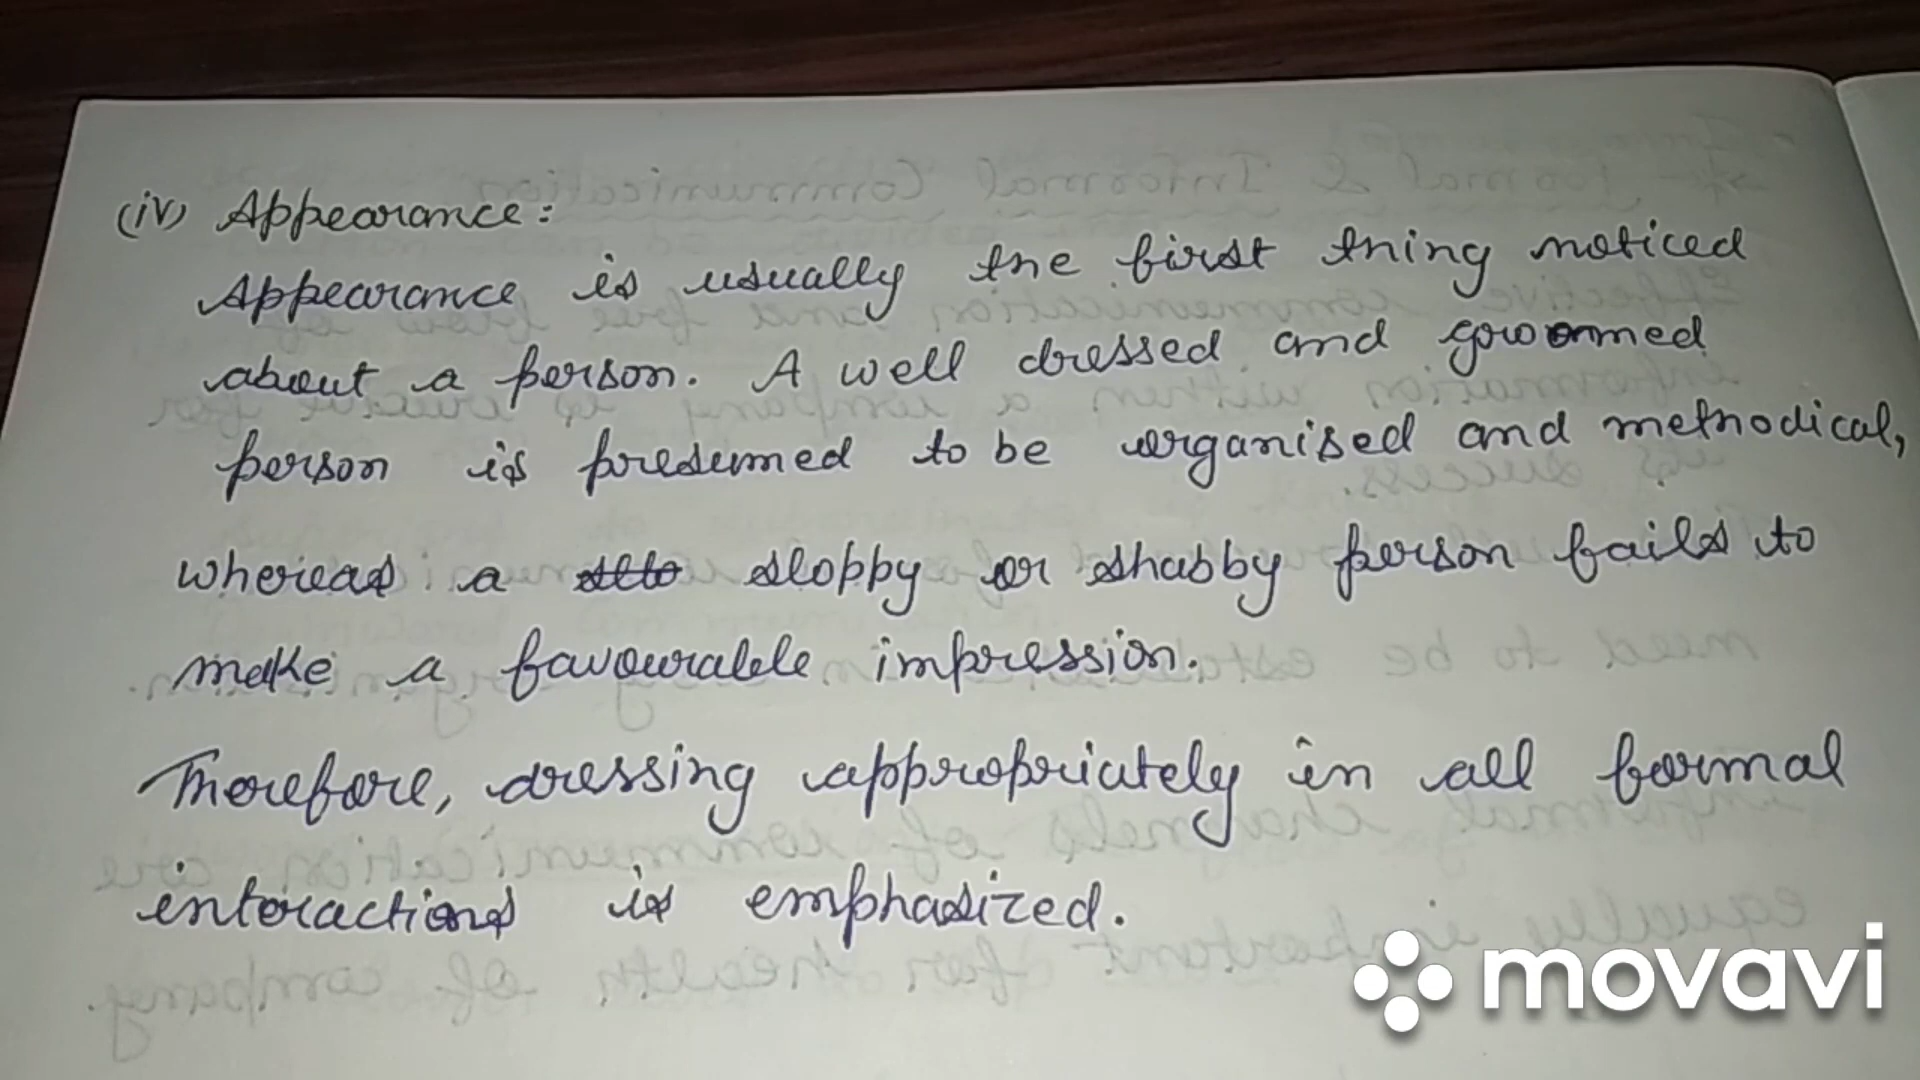 (iv) Appearance:
Appearance is usually the first thing noticed
about a person. A well dressed and groomed
person is presumed to be organised and methodical,
whereas a sloppy or shabby person fails to
make a favourable impression.
Therefore, dressing appropriately in all formal
interactions is emphasized.
movavi